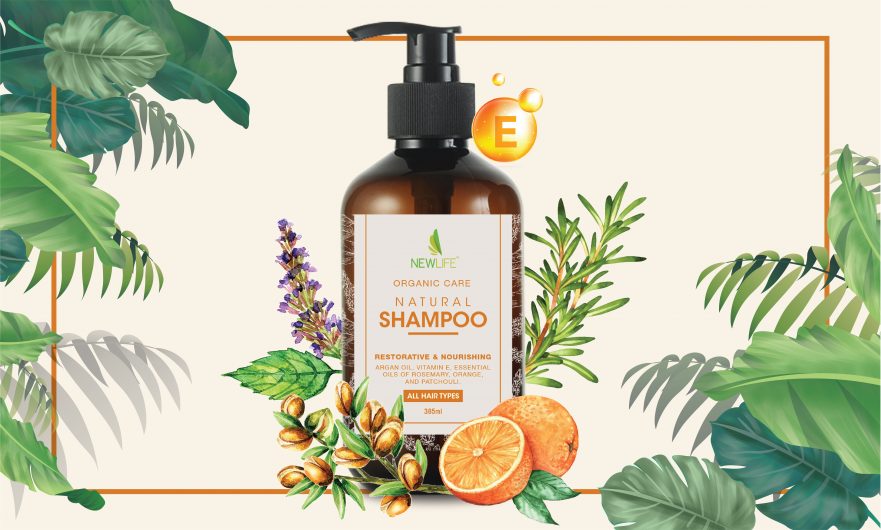 E
NEWLIFE
ORGANIC CARE
NATURAL
SHAMPOO
RESTORATIVE & NOURISHING
ARGAN OIL, VITAMIN E, ESSENTIAL
OILS OF ROSEMARY, ORANGE,
AND PATCHOULI.
ALL HAIR TYPES
385ml